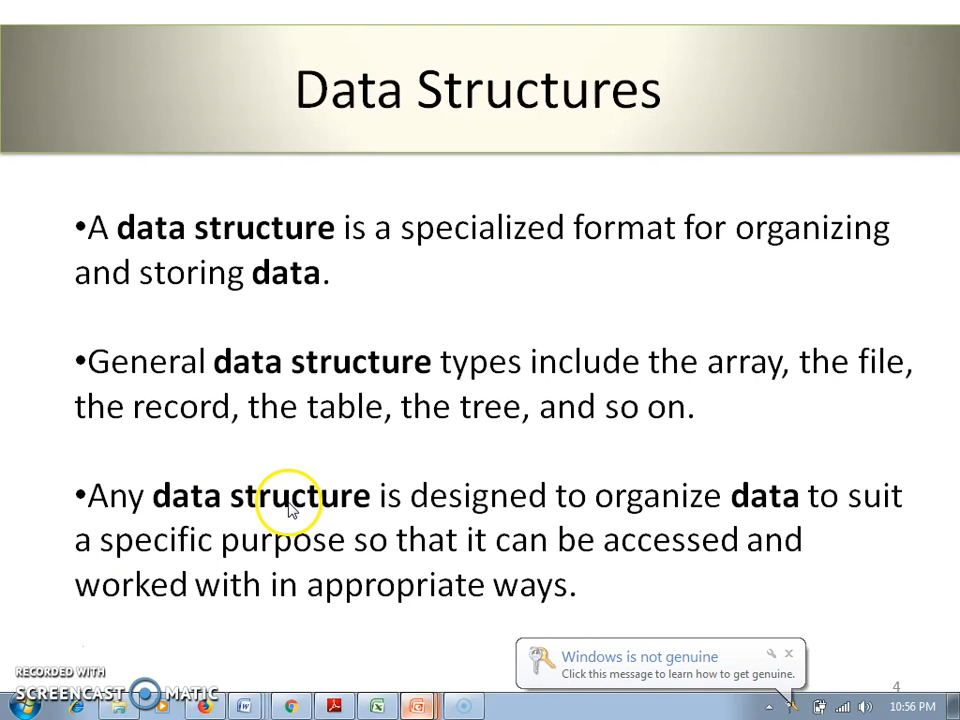 Data Structures
•A data structure is a specialized format for organizing
and storing data.
•General data structure types include the array, the file,
the record, the table, the tree, and so on.
•Any data structure is designed to organize data to suit
a specific purpose so that it can be accessed and
worked with in appropriate ways.
Windows is not genuine
Click this message to learn how to get genuine.
4
RECORDED WITH
SCREENCAST MATIC
10:56 PM